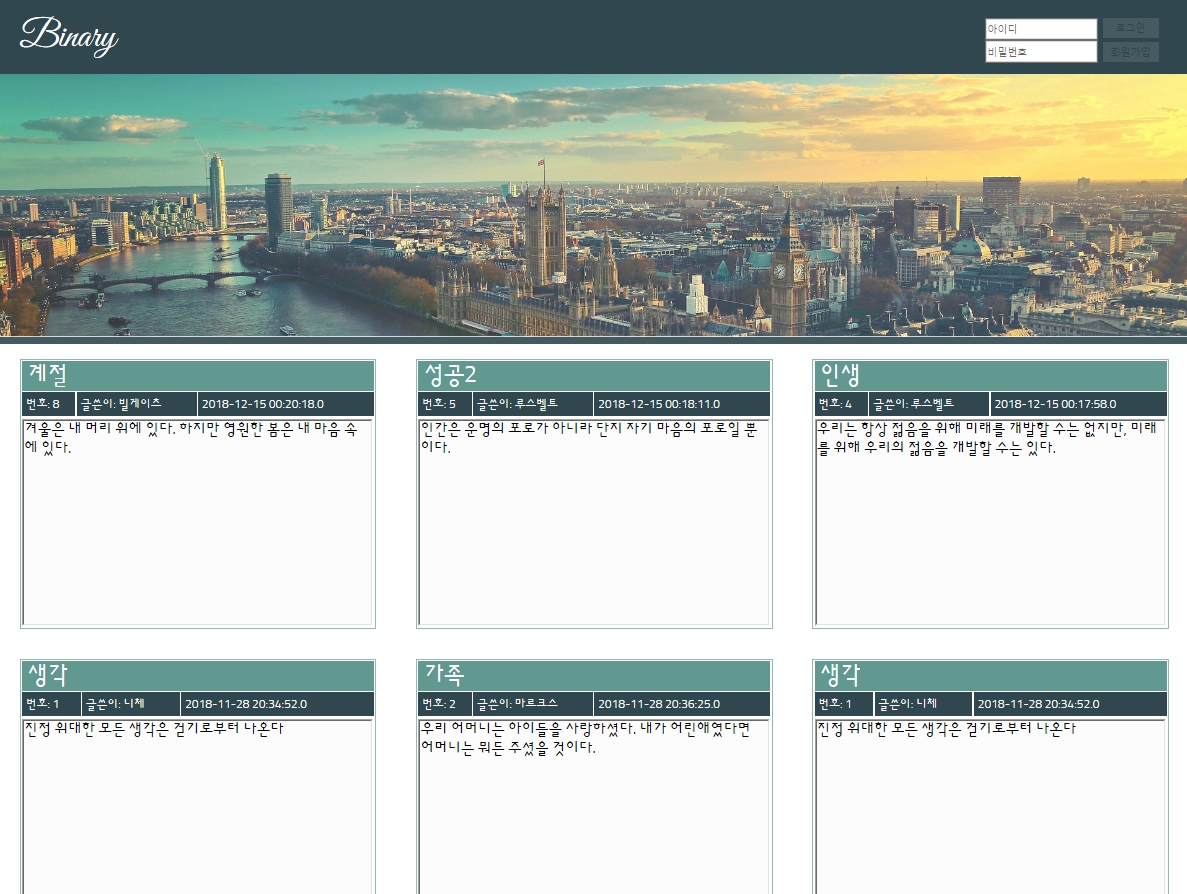 Binary
아이디
로그인
비밀번호
회원가입
계절
번호: 8 글쓴이: 빌게이츠 2018-12-15 00:20:18.0
겨울은 내 머리 위에 있다. 하지만 영원한 봄은 내 마음 속
에 있다.
성공2
번호: 5 글쓴이: 루스벨트 2018-12-15 00:18:11.0
인간은 운명의 포로가 아니라 단지 자기 마음의 포로일 뿐
이다.
인생
번호: 4 글쓴이: 루스벨트 2018-12-15 00:17:58.0
우리는 항상 젊음을 위해 미래를 개발할 수는 없지만, 미래
를 위해 우리의 젊음을 개발할 수는 있다.
생각
번호: 1 글쓴이: 니체 2018-11-28 20:34:52.0
진정 위대한 모든 생각은 걷기로부터 나온다
가족
번호: 2 글쓴이: 마르크스 2018-11-28 20:36:25.0
우리 어머니는 아이들을 사랑하셨다. 내가 어린애였다면
어머니는 뭐든 주셨을 것이다.
생각
번호: 1 글쓴이: 니체 2018-11-28 20:34:52.0
진정 위대한 모든 생각은 걷기로부터 나온다